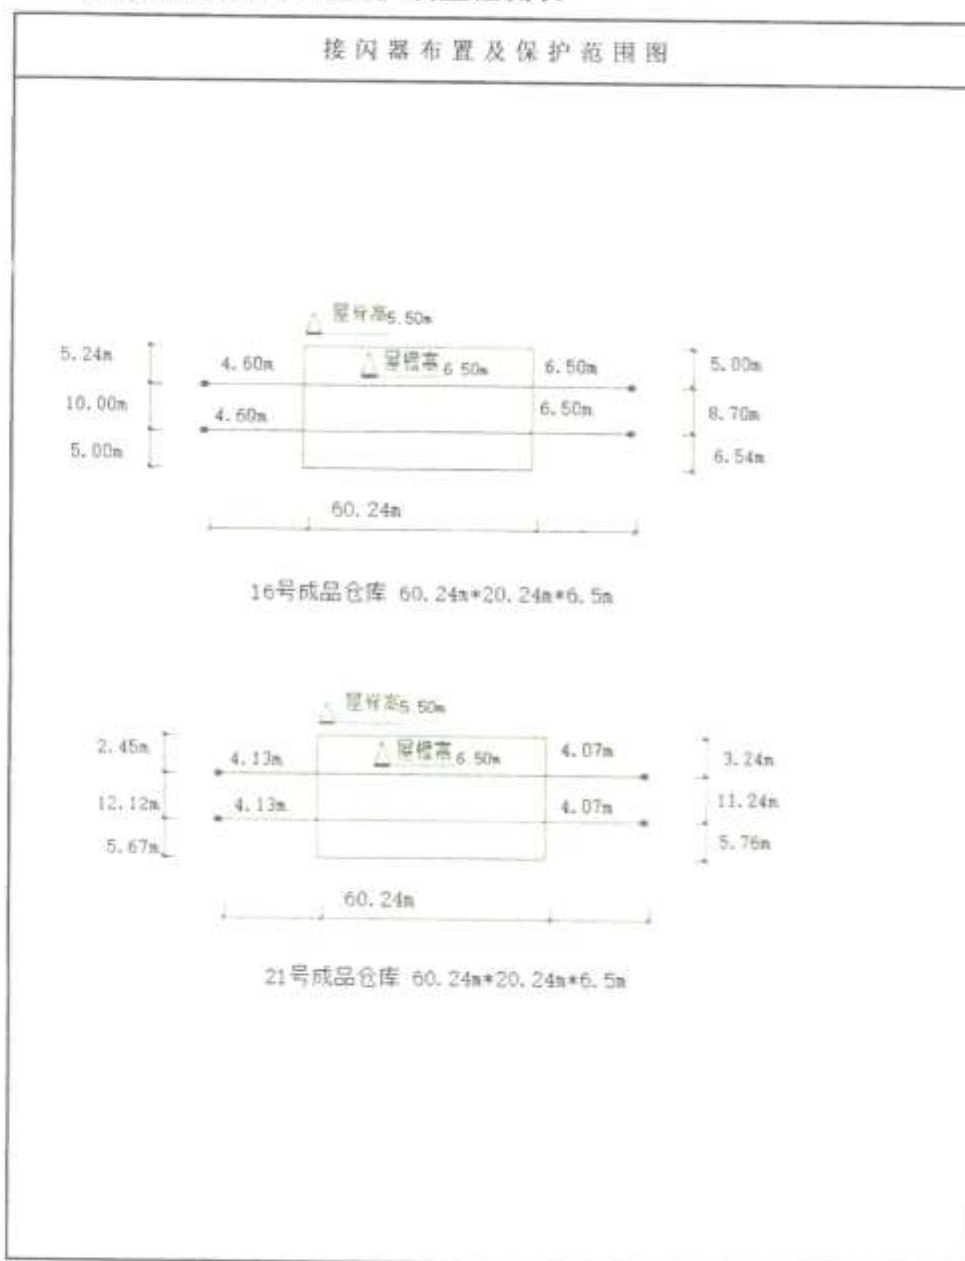 接闪器布置及保护范围图
屋脊高5.50m
5.24m
4.60m
屋檐高6.50m
6.50m
5.00m
10.00m
4.60m
6.50m
8.70m
5.00m
6.54m
60.24m
16号成品仓库 60.24m*20.24m*6.5m
屋脊高5.50m
2.45m
4.13m
屋檐高6.50m
4.07m
3.24m
12.12m
4.13m
4.07m
11.24m
5.67m
5.76m
60.24m
21号成品仓库 60.24m*20.24m*6.5m